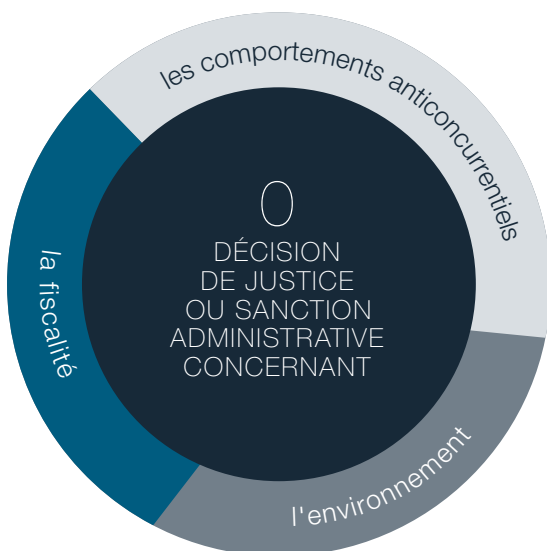 les comportements anticoncurrentiels
0
DÉCISION
DE JUSTICE
OU SANCTION
ADMINISTRATIVE
CONCERNANT
la fiscalité
l'environnement